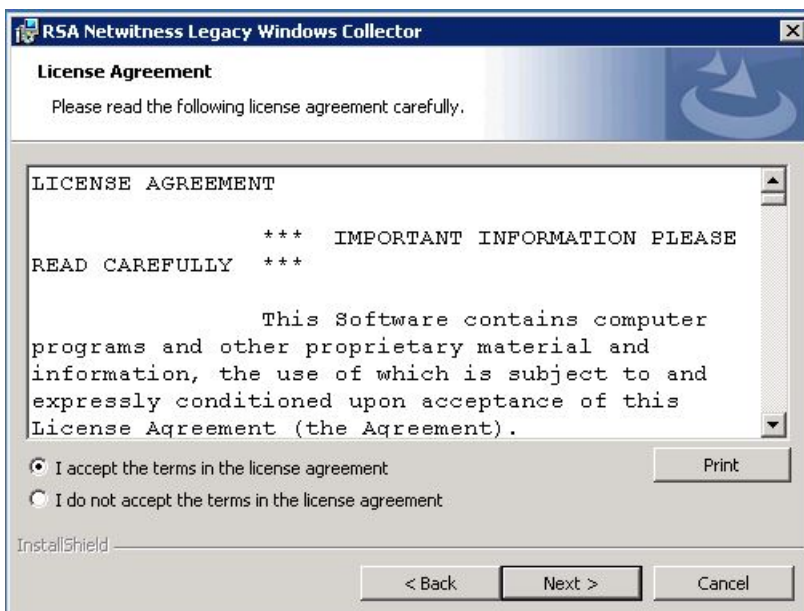 RSA Netwitness Legacy Windows Collector
License Agreement
Please read the following license agreement carefully.
LICENSE AGREEMENT
*** IMPORTANT INFORMATION PLEASE
READ CAREFULLY ***
This Software contains computer
programs and other proprietary material and
information, the use of which is subject to and
expressly conditioned upon acceptance of this
License Agreement (the Agreement).
I accept the terms in the license agreement
Print
I do not accept the terms in the license agreement
InstallShield
< Back
Next >
Cancel